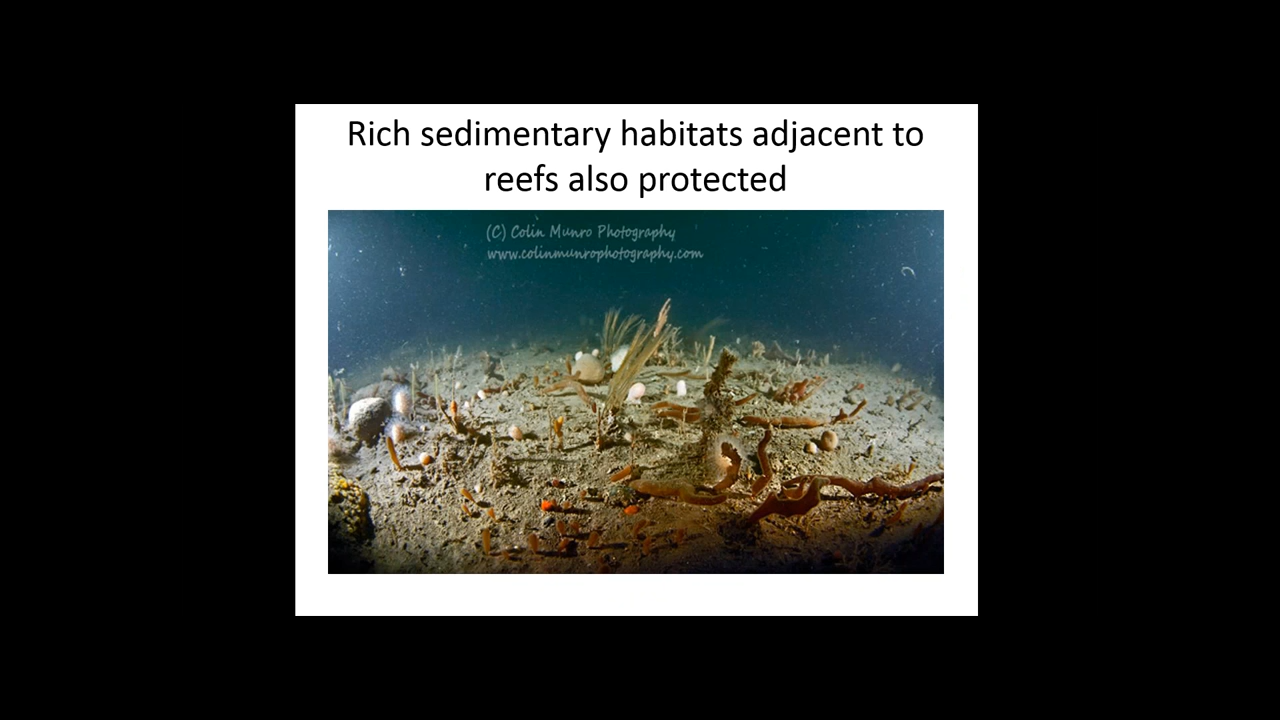 Rich sedimentary habitats adjacent to
reefs also protected
(C) Colin Munro Photography
www.colinmunrophotography.com